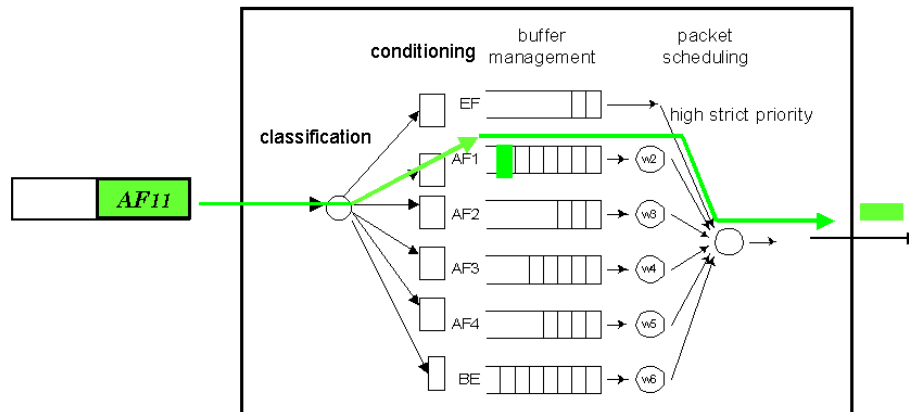 buffer
management
packet
scheduling
conditioning
EF
high strict priority
classification
AF1
w2
AF11
AF2
w3
AF3
w4
AF4
w5
BE
w6